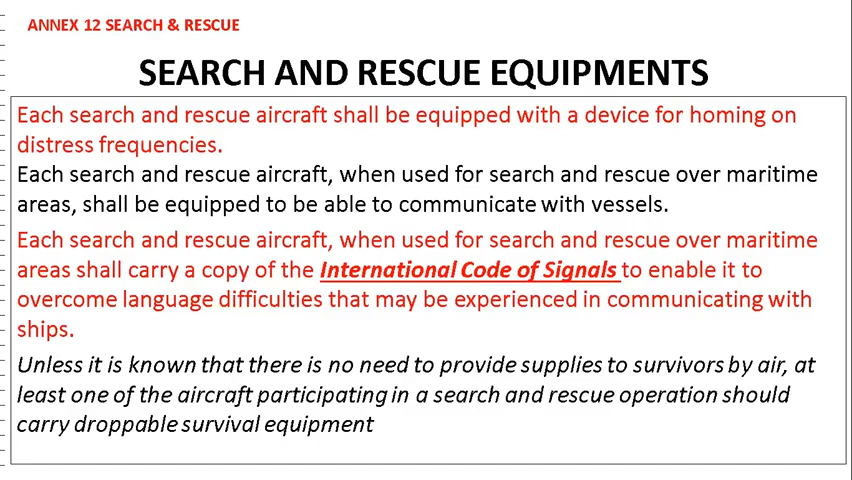 ANNEX 12 SEARCH & RESCUE
SEARCH AND RESCUE EQUIPMENTS
Each search and rescue aircraft shall be equipped with a device for homing on
distress frequencies.
Each search and rescue aircraft, when used for search and rescue over maritime
areas, shall be equipped to be able to communicate with vessels.
Each search and rescue aircraft, when used for search and rescue over maritime
areas shall carry a copy of the International Code of Signals to enable it to
overcome language difficulties that may be experienced in communicating with
ships.
Unless it is known that there is no need to provide supplies to survivors by air, at
least one of the aircraft participating in a search and rescue operation should
carry droppable survival equipment